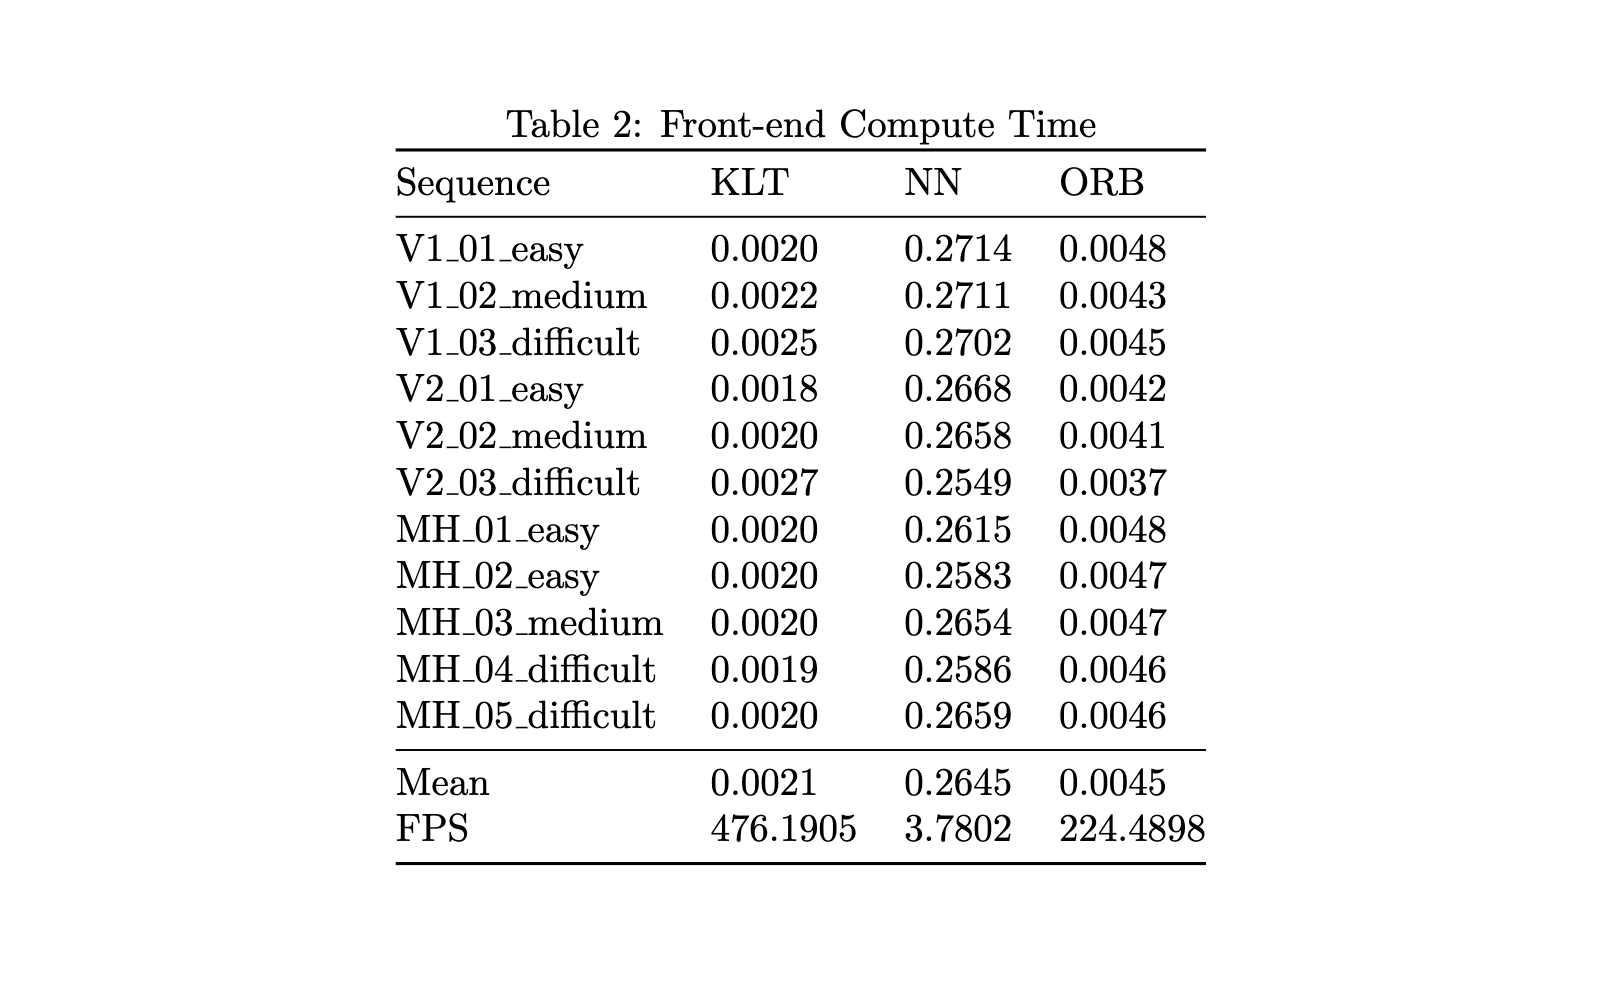 Table 2: Front-end Compute Time
Sequence KLT NN ORB
V1_01_easy 0.0020 0.2714 0.0048
V1_02_medium 0.0022 0.2711 0.0043
V1_03_difficult 0.0025 0.2702 0.0045
V2_01_easy 0.0018 0.2668 0.0042
V2_02_medium 0.0020 0.2658 0.0041
V2_03_difficult 0.0027 0.2549 0.0037
MH_01_easy 0.0020 0.2615 0.0048
MH_02_easy 0.0020 0.2583 0.0047
MH_03_medium 0.0020 0.2654 0.0047
MH_04_difficult 0.0019 0.2586 0.0046
MH_05_difficult 0.0020 0.2659 0.0046
Mean 0.0021 0.2645 0.0045
FPS 476.1905 3.7802 224.4898